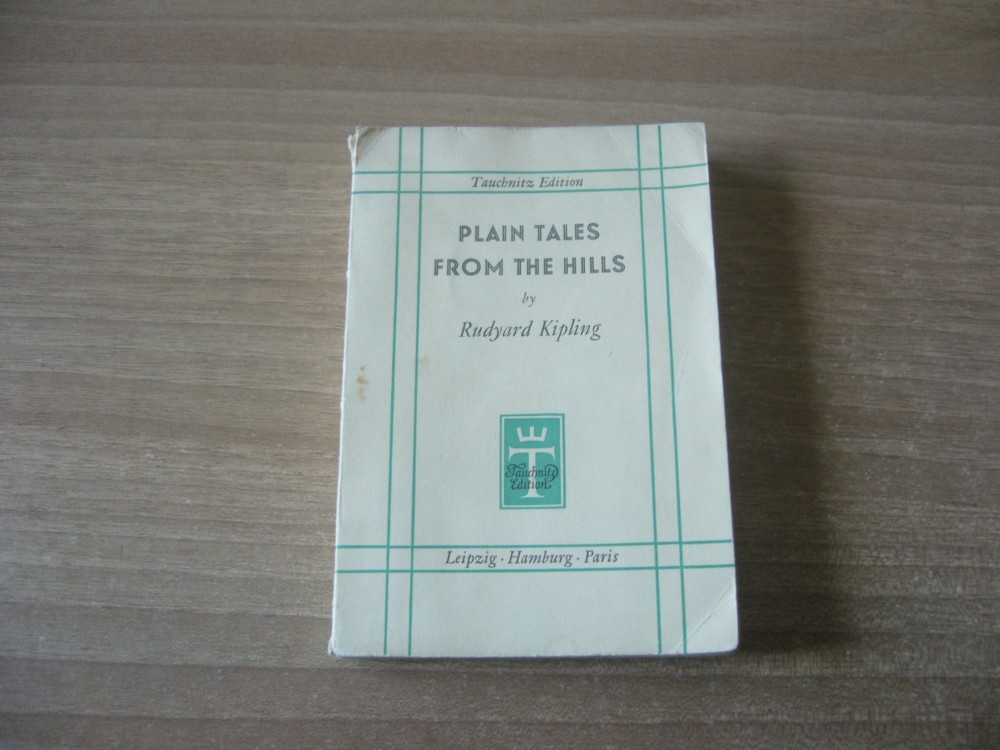 Tauchnitz Edition
PLAIN TALES
FROM THE HILLS
by
Rudyard Kipling
T
Tauchnitz
Edition
Leipzig · Hamburg · Paris